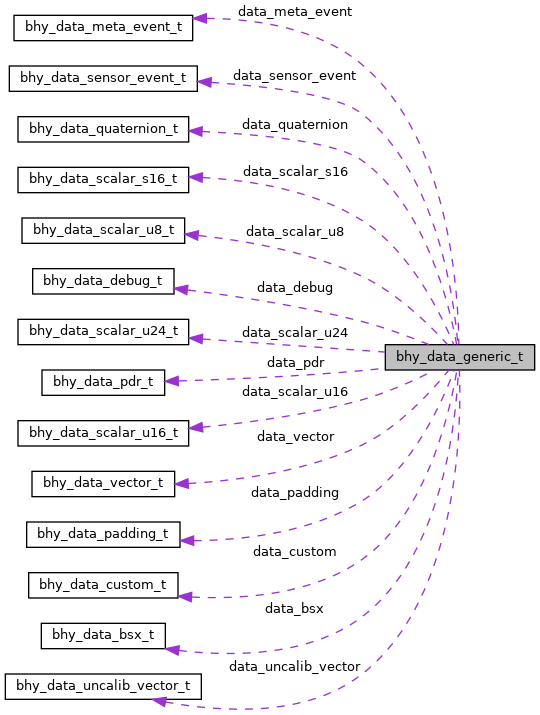 data_meta_event
bhy_data_meta_event_t
data_sensor_event
bhy_data_sensor_event_t
data_quaternion
bhy_data_quaternion_t
data_scalar_s16
bhy_data_scalar_s16_t
data_scalar_u8
bhy_data_scalar_u8_t
data_debug
bhy_data_debug_t
data_scalar_u24
bhy_data_scalar_u24_t
bhy_data_generic_t
data_pdr
bhy_data_pdr_t
data_scalar_u16
bhy_data_scalar_u16_t
data_vector
bhy_data_vector_t
data_padding
bhy_data_padding_t
data_custom
bhy_data_custom_t
data_bsx
bhy_data_bsx_t
data_uncalib_vector
bhy_data_uncalib_vector_t